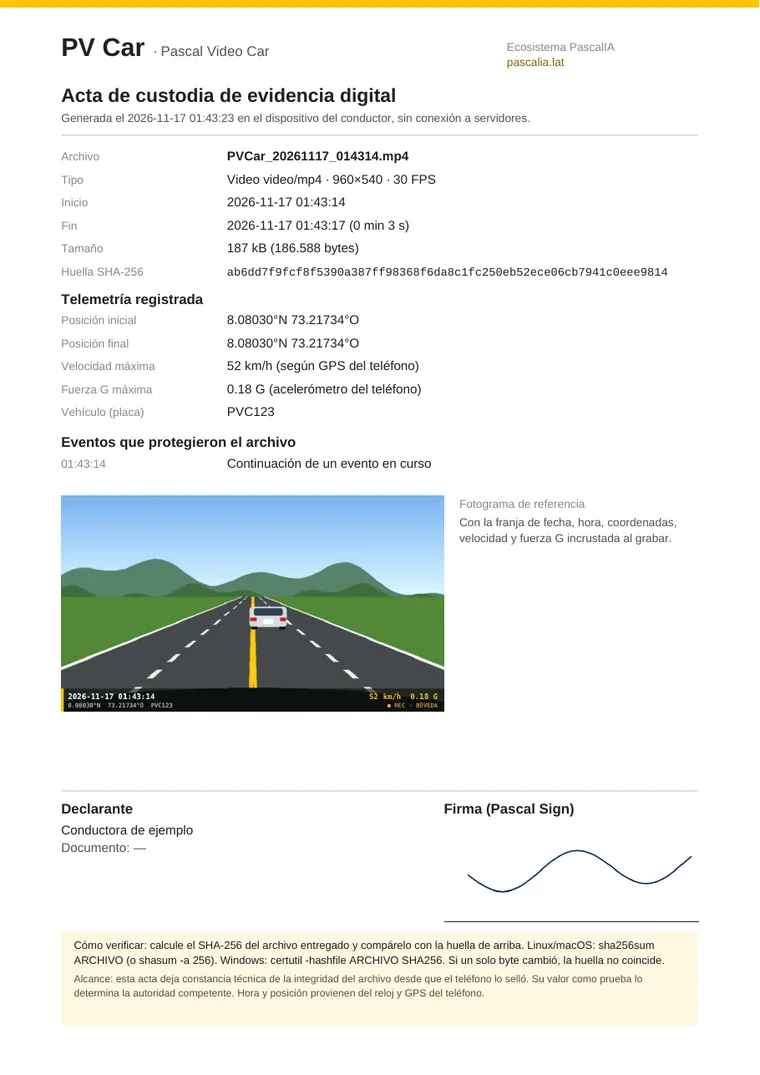 PV Car · Pascal Video Car
Ecosistema PascalIA
pascalia.lat
Acta de custodia de evidencia digital
Generada el 2026-11-17 01:43:23 en el dispositivo del conductor, sin conexión a servidores.
Archivo PVCar_20261117_014314.mp4
Tipo Video video/mp4 · 960×540 · 30 FPS
Inicio 2026-11-17 01:43:14
Fin 2026-11-17 01:43:17 (0 min 3 s)
Tamaño 187 kB (186.588 bytes)
Huella SHA-256 ab6dd7f9fcf8f5390a387ff98368f6da8c1fc250eb52ece06cb7941c0eee9814
Telemetría registrada
Posición inicial 8.08030°N 73.21734°O
Posición final 8.08030°N 73.21734°O
Velocidad máxima 52 km/h (según GPS del teléfono)
Fuerza G máxima 0.18 G (acelerómetro del teléfono)
Vehículo (placa) PVC123
Eventos que protegieron el archivo
01:43:14 Continuación de un evento en curso
Fotograma de referencia
Con la franja de fecha, hora, coordenadas,
velocidad y fuerza G incrustada al grabar.
2026-11-17 01:43:14 52 km/h 0.18 G
8.08030°N 73.21734°O PVC123 ● REC · BÓVEDA
Declarante
Conductora de ejemplo
Documento: —
Firma (Pascal Sign)
Cómo verificar: calcule el SHA-256 del archivo entregado y compárelo con la huella de arriba. Linux/macOS: sha256sum
ARCHIVO (o shasum -a 256). Windows: certutil -hashfile ARCHIVO SHA256. Si un solo byte cambió, la huella no coincide.
Alcance: esta acta deja constancia técnica de la integridad del archivo desde que el teléfono lo selló. Su valor como prueba lo
determina la autoridad competente. Hora y posición provienen del reloj y GPS del teléfono.